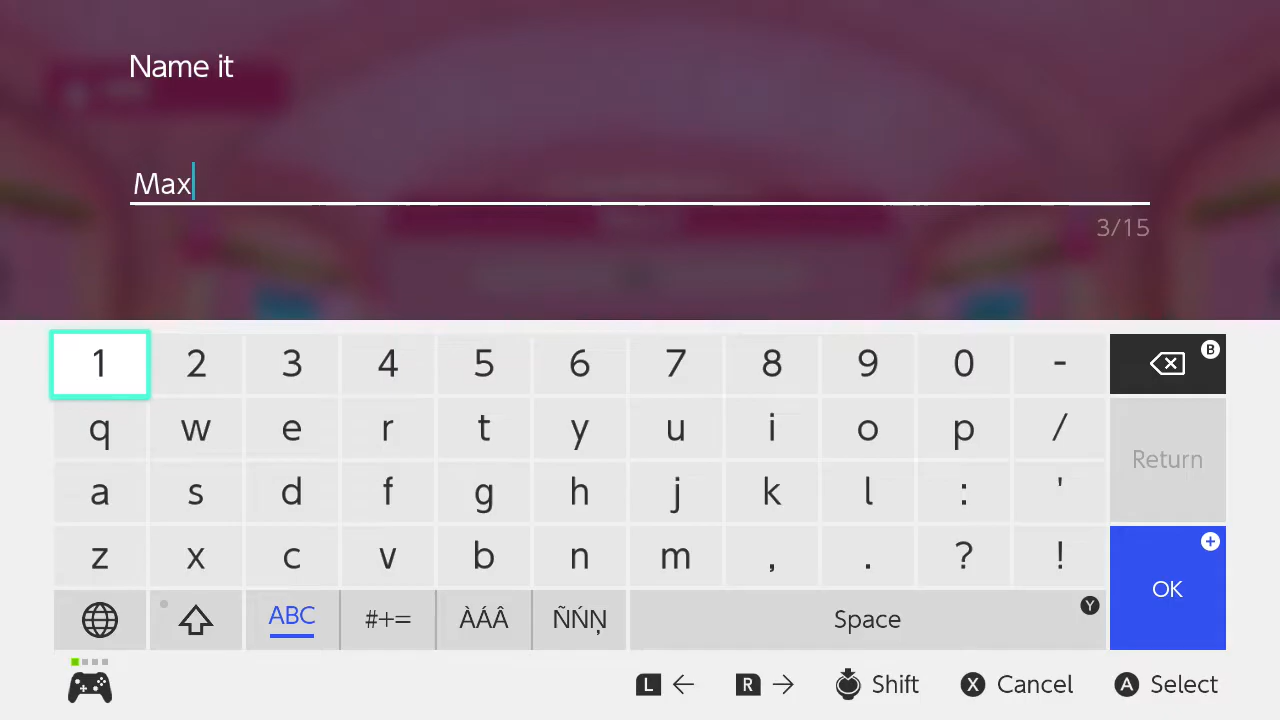 Name it
Max
3/15
1 2 3 4 5 6 7 8 9 0 - B
q w e r t y u i o p /
Return
a s d f g h j k l : '
z x c v b n m , . ? ! +
OK
ABC #+= ÀÁÂ ÑŃŅ Space Y
L ← R → Shift X Cancel A Select